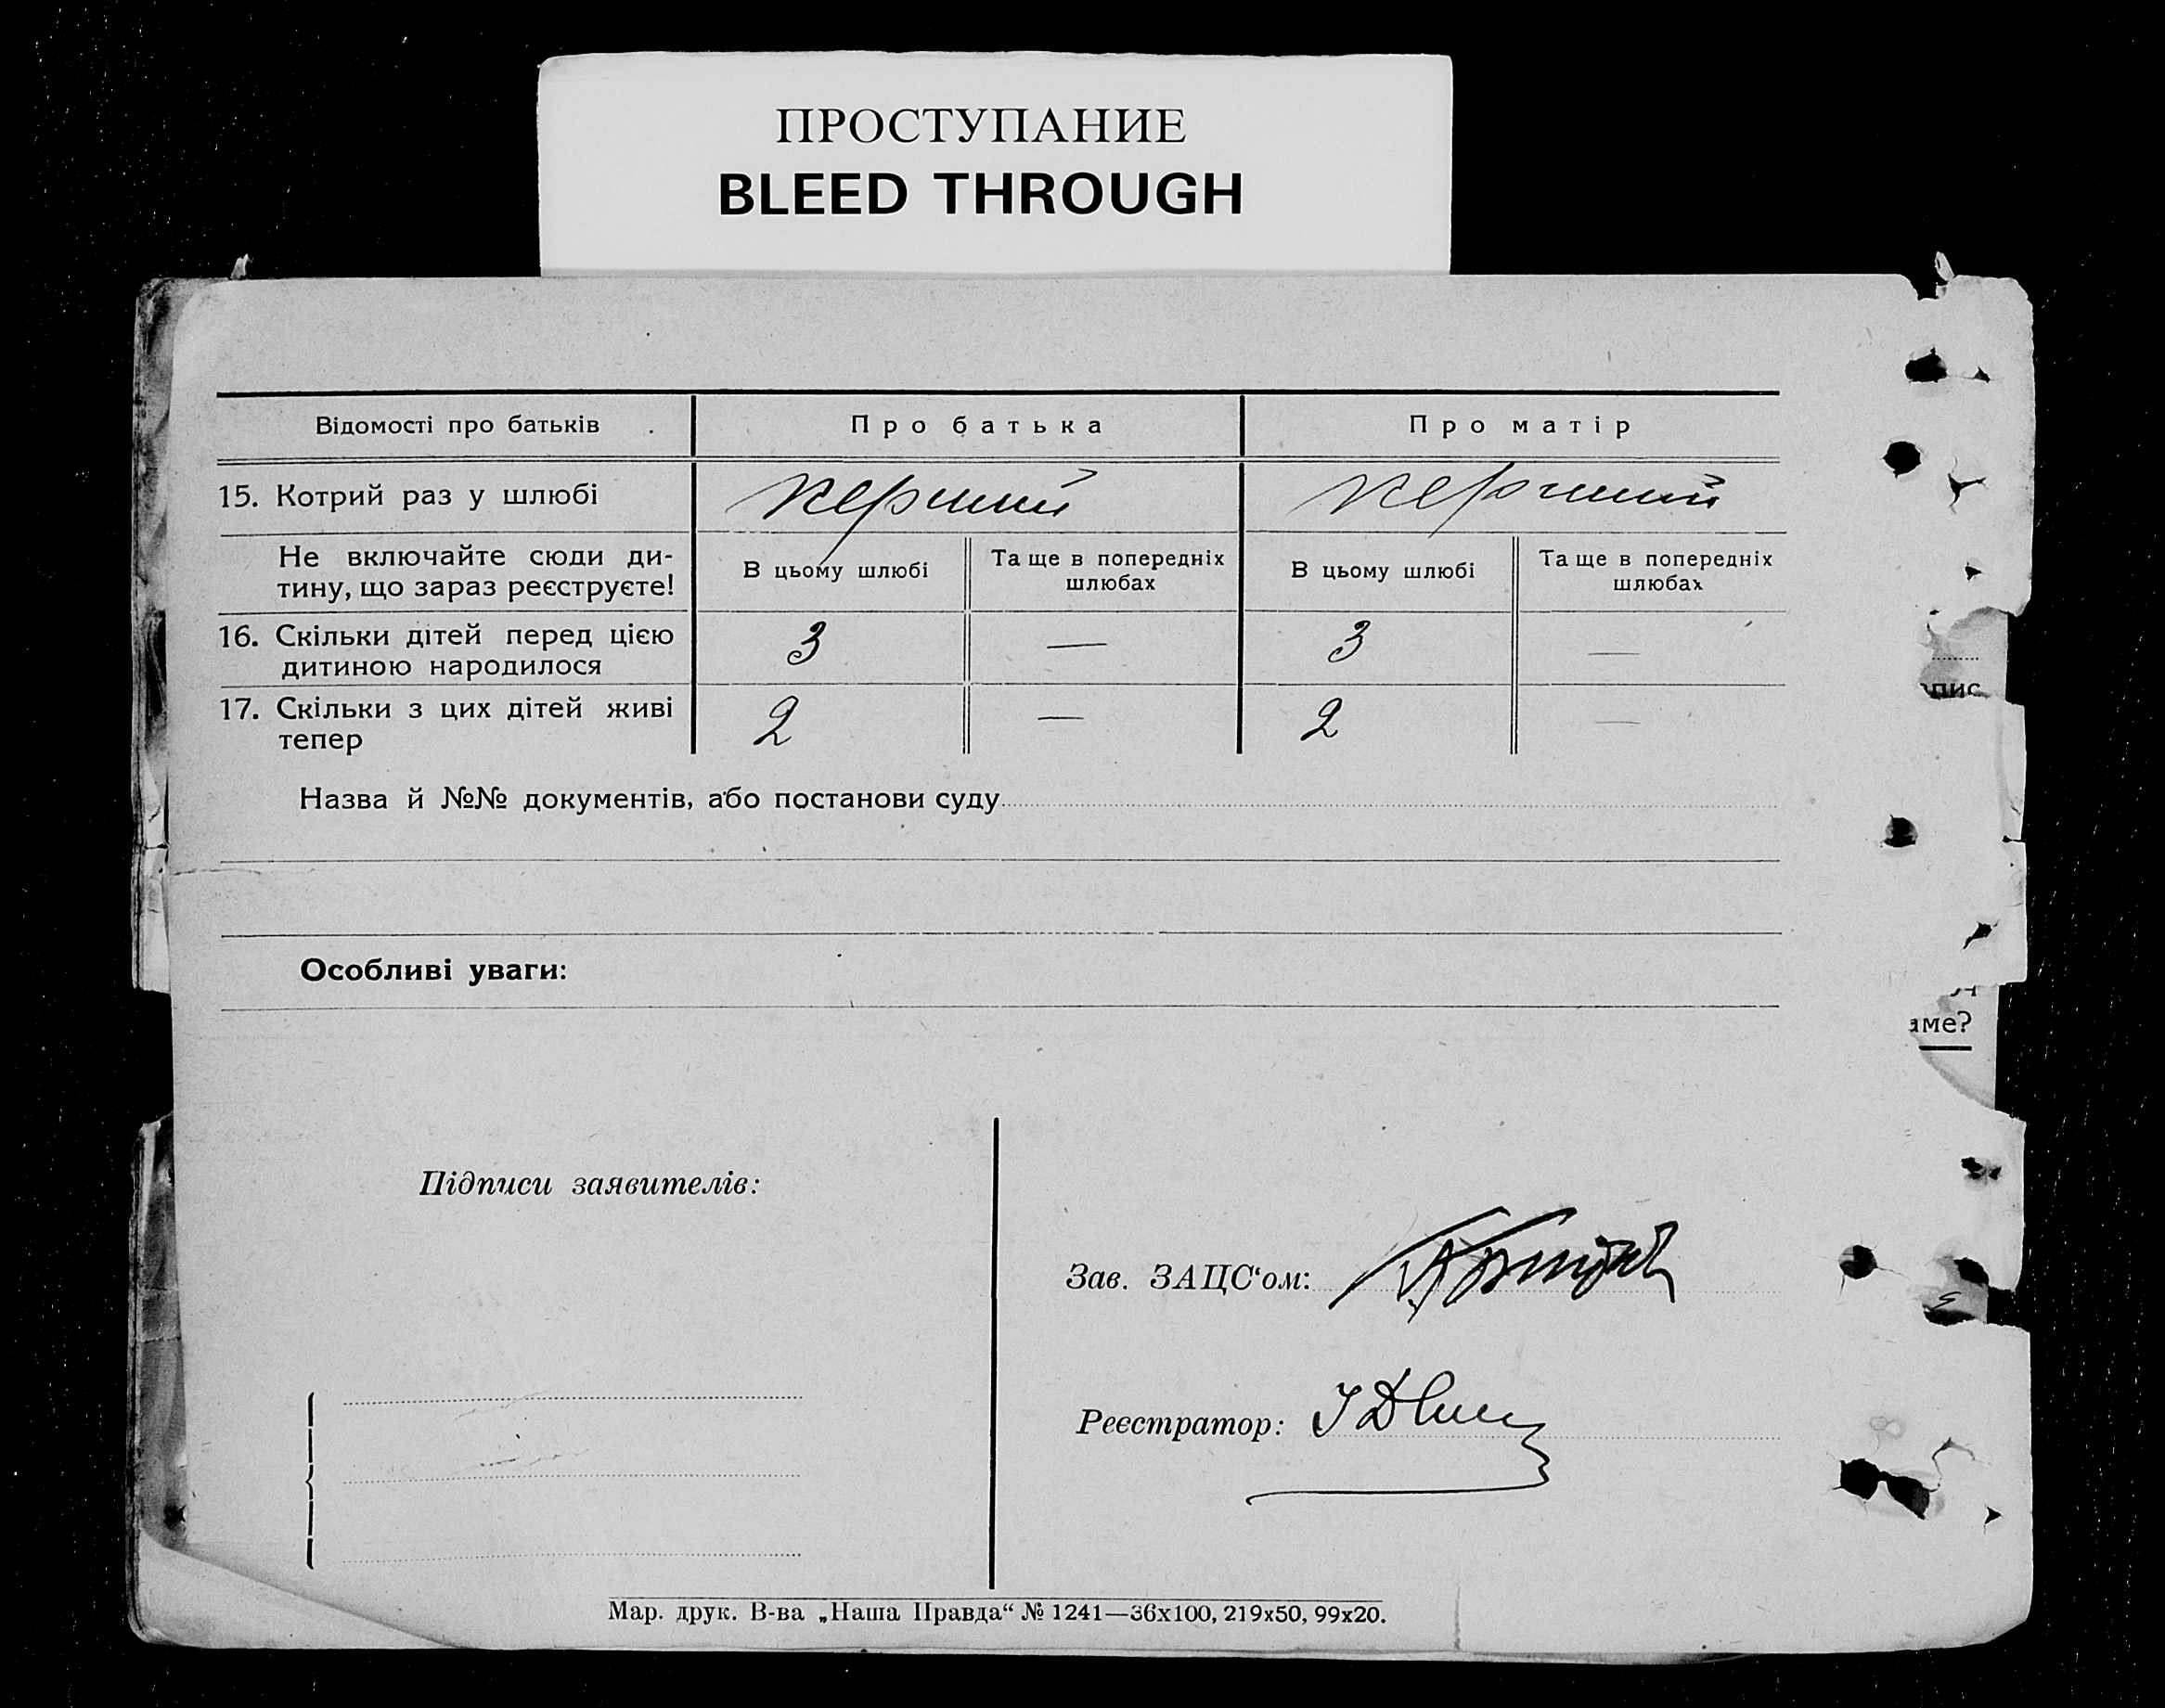 ПРОСТУПАНИЕ
BLEED THROUGH
Відомості про батьків
Про батька
Про матір
15. Котрий раз у шлюбі
перший
перший
Не включайте сюди ди-
тину, що зараз реєструєте!
В цьому шлюбі
Та ще в попередніх
шлюбах
В цьому шлюбі
Та ще в попередніх
шлюбах
16. Скільки дітей перед цією
дитиною народилося
3
—
3
—
17. Скільки з цих дітей живі
тепер
2
—
2
—
Назва й №№ документів, або постанови суду
Особливі уваги:
Підписи заявителів:
Зав. ЗАЦС‘ом:
Реєстратор:
Мар. друк. В-ва „Наша Правда“ № 1241—36х100, 219х50, 99х20.
аме?